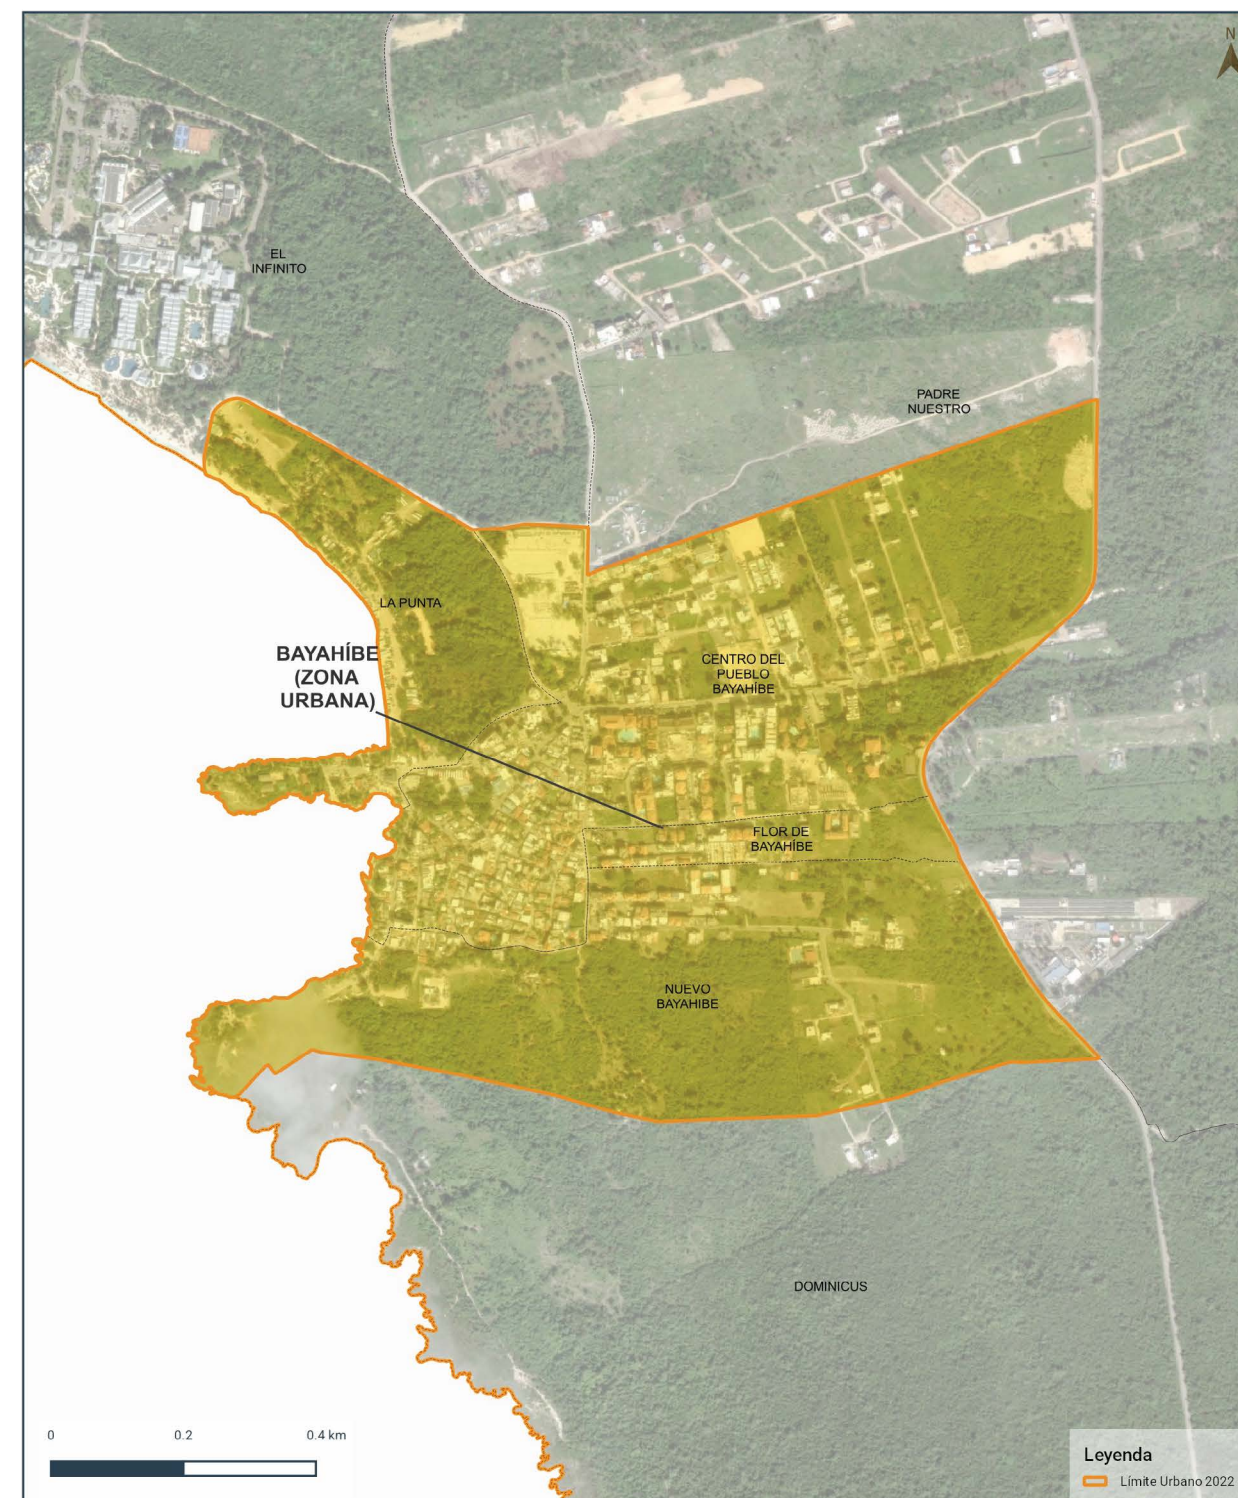 N
EL
INFINITO
PADRE
NUESTRO
LA PUNTA
BAYAHÍBE
(ZONA
URBANA)
CENTRO DEL
PUEBLO
BAYAHÍBE
FLOR DE
BAYAHÍBE
NUEVO
BAYAHIBE
DOMINICUS
0 0.2 0.4 km
Leyenda
Límite Urbano 2022